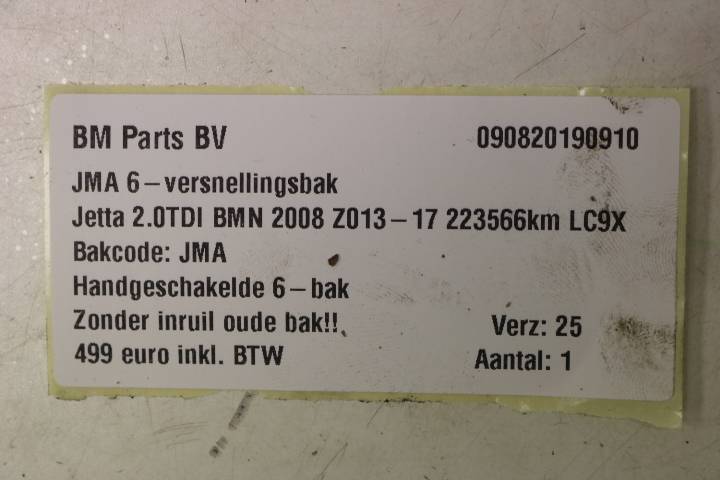 BM Parts BV 090820190910
JMA 6-versnellingsbak
Jetta 2.0TDI BMN 2008 Z013-17 223566km LC9X
Bakcode: JMA
Handgeschakelde 6-bak
Zonder inruil oude bak!! Verz: 25
499 euro inkl. BTW Aantal: 1